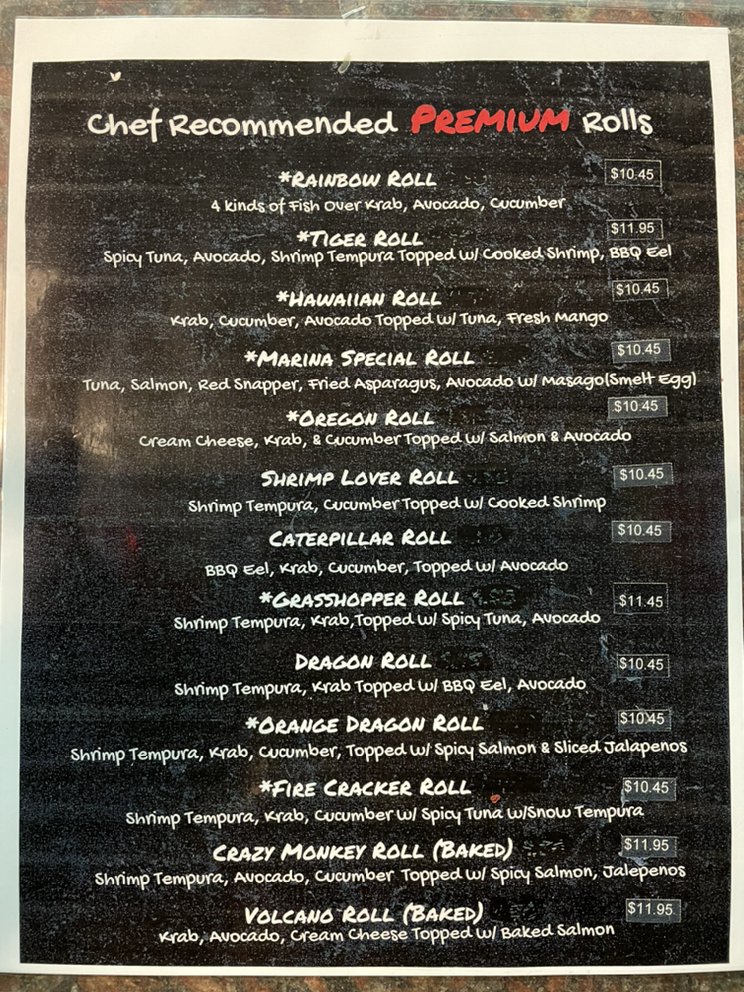 Chef Recommended PREMIUM Rolls
*RAINBOW ROLL $10.45
4 kinds of Fish Over Krab, Avocado, Cucumber
*TIGER ROLL $11.95
Spicy Tuna, Avocado, Shrimp Tempura Topped w/ Cooked Shrimp, BBQ Eel
*HAWAIIAN ROLL $10.45
Krab, Cucumber, Avocado Topped w/ Tuna, Fresh Mango
*MARINA SPECIAL ROLL $10.45
Tuna, Salmon, Red Snapper, Fried Asparagus, Avocado w/ Masago(Smelt Egg)
*OREGON ROLL $10.45
Cream Cheese, Krab, & Cucumber Topped w/ Salmon & Avocado
SHRIMP LOVER ROLL $10.45
Shrimp Tempura, Cucumber Topped w/ Cooked Shrimp
CATERPILLAR ROLL $10.45
BBQ Eel, Krab, Cucumber, Topped w/ Avocado
*GRASSHOPPER ROLL $11.45
Shrimp Tempura, Krab,Topped w/ Spicy Tuna, Avocado
DRAGON ROLL $10.45
Shrimp Tempura, Krab Topped w/ BBQ Eel, Avocado
*ORANGE DRAGON ROLL $10.45
Shrimp Tempura, Krab, Cucumber, Topped w/ Spicy Salmon & Sliced Jalapenos
*FIRE CRACKER ROLL $10.45
Shrimp Tempura, Krab, Cucumber w/ Spicy Tuna w/Snow Tempura
CRAZY MONKEY ROLL (BAKED) $11.95
Shrimp Tempura, Avocado, Cucumber Topped w/ Spicy Salmon, Jalepenos
VOLCANO ROLL (BAKED) $11.95
Krab, Avocado, Cream Cheese Topped w/ Baked Salmon